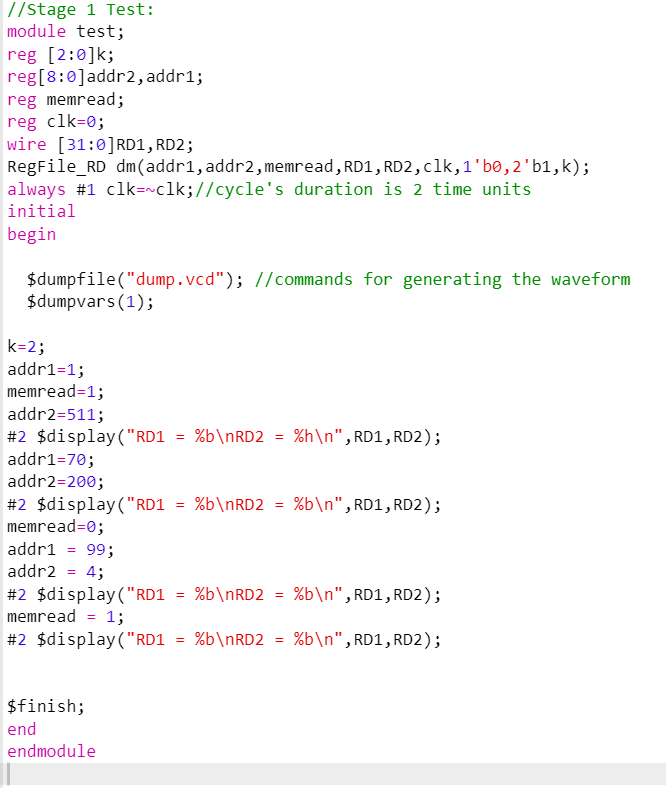 //Stage 1 Test:
module test;
reg [2:0]k;
reg[8:0]addr2,addr1;
reg memread;
reg clk=0;
wire [31:0]RD1,RD2;
RegFile_RD dm(addr1,addr2,memread,RD1,RD2,clk,1'b0,2'b1,k);
always #1 clk=~clk;//cycle's duration is 2 time units
initial
begin
$dumpfile("dump.vcd"); //commands for generating the waveform
$dumpvars(1);
k=2;
addr1=1;
memread=1;
addr2=511;
#2 $display("RD1 = %b\nRD2 = %h\n",RD1,RD2);
addr1=70;
addr2=200;
#2 $display("RD1 = %b\nRD2 = %b\n",RD1,RD2);
memread=0;
addr1 = 99;
addr2 = 4;
#2 $display("RD1 = %b\nRD2 = %b\n",RD1,RD2);
memread = 1;
#2 $display("RD1 = %b\nRD2 = %b\n",RD1,RD2);
$finish;
end
endmodule